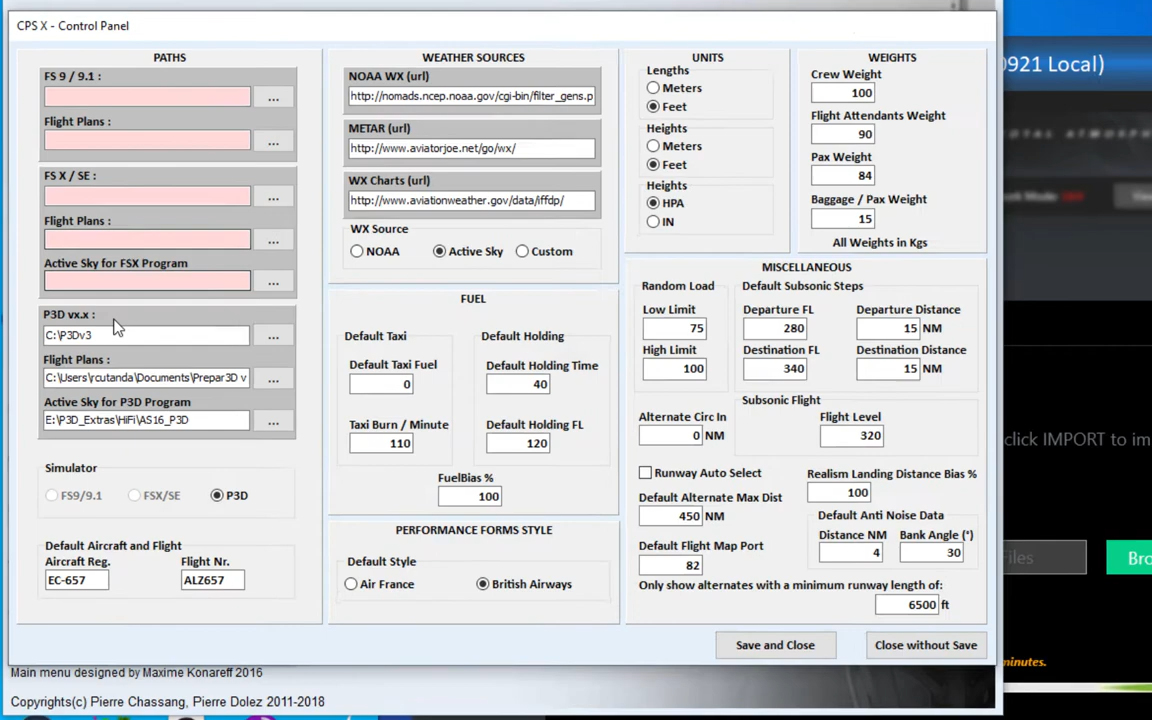 CPS X - Control Panel
PATHS
FS 9 / 9.1 :
...
Flight Plans :
...
FS X / SE :
...
Flight Plans :
...
Active Sky for FSX Program
...
P3D vx.x :
C:\P3Dv3
...
Flight Plans :
C:\Users\rcutanda\Documents\Prepar3D v
...
Active Sky for P3D Program
E:\P3D_Extras\HiFi\AS16_P3D
...
Simulator
FS9/9.1 FSX/SE P3D
Default Aircraft and Flight
Aircraft Reg. Flight Nr.
EC-657 ALZ657
WEATHER SOURCES
NOAA WX (url)
http://nomads.ncep.noaa.gov/cgi-bin/filter_gens.p
METAR (url)
http://www.aviatorjoe.net/go/wx/
WX Charts (url)
http://www.aviationweather.gov/data/iffdp/
WX Source
NOAA Active Sky Custom
FUEL
Default Taxi
Default Taxi Fuel
0
Taxi Burn / Minute
110
Default Holding
Default Holding Time
40
Default Holding FL
120
FuelBias %
100
PERFORMANCE FORMS STYLE
Default Style
Air France British Airways
UNITS
Lengths
Meters
Feet
Heights
Meters
Feet
Heights
HPA
IN
WEIGHTS
Crew Weight
100
Flight Attendants Weight
90
Pax Weight
84
Baggage / Pax Weight
15
All Weights in Kgs
MISCELLANEOUS
Random Load
Low Limit
75
High Limit
100
Default Subsonic Steps
Departure FL Departure Distance
280 15 NM
Destination FL Destination Distance
340 15 NM
Alternate Circ In
0 NM
Subsonic Flight
Flight Level
320
Runway Auto Select
Realism Landing Distance Bias %
100
Default Alternate Max Dist
450 NM
Default Anti Noise Data
Distance NM Bank Angle (°)
4 30
Default Flight Map Port
82
Only show alternates with a minimum runway length of:
6500 ft
Save and Close Close without Save
Main menu designed by Maxime Konareff 2016
Copyrights(c) Pierre Chassang, Pierre Dolez 2011-2018
0921 Local)
click IMPORT to im
Files
Bro
minutes.